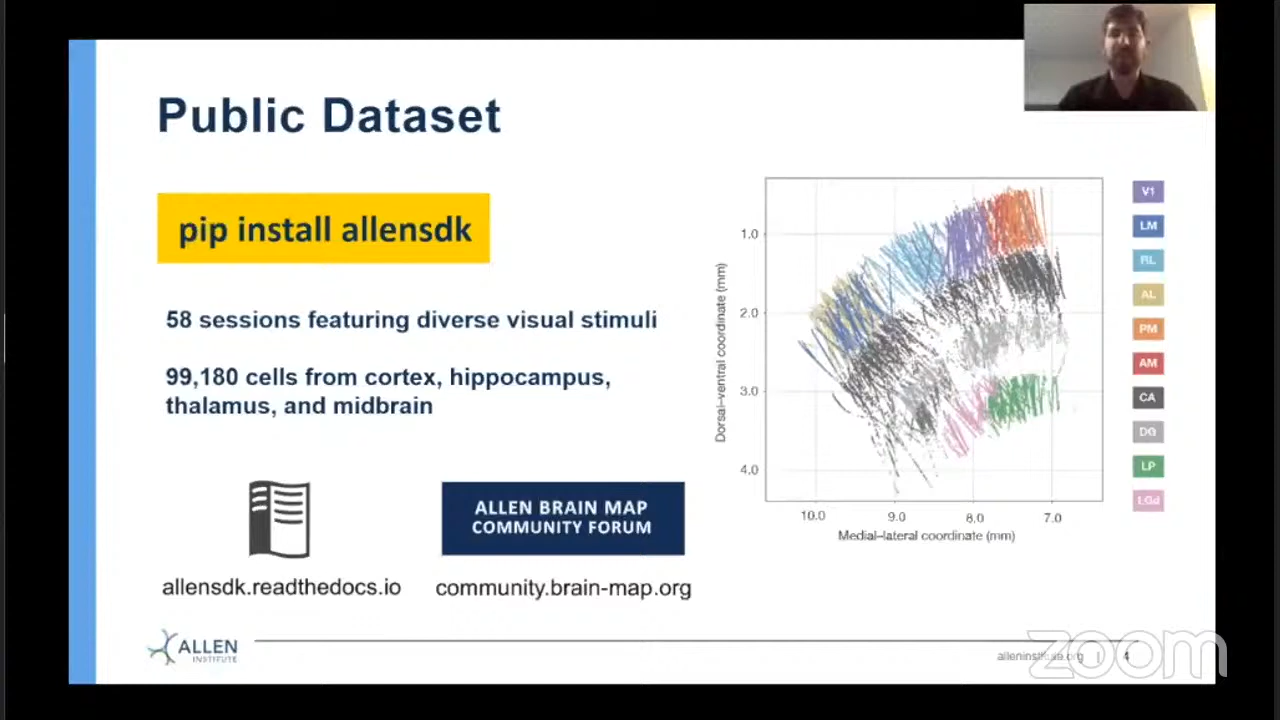 Public Dataset
pip install allensdk
58 sessions featuring diverse visual stimuli
99,180 cells from cortex, hippocampus,
thalamus, and midbrain
ALLEN BRAIN MAP
COMMUNITY FORUM
allensdk.readthedocs.io
community.brain-map.org
Dorsal–ventral coordinate (mm)
1.0
2.0
3.0
4.0
10.0
9.0
8.0
7.0
Medial–lateral coordinate (mm)
V1
LM
RL
AL
PM
AM
CA
DG
LP
LGd
ALLEN
INSTITUTE
alleninstitute.org | 4
zoom